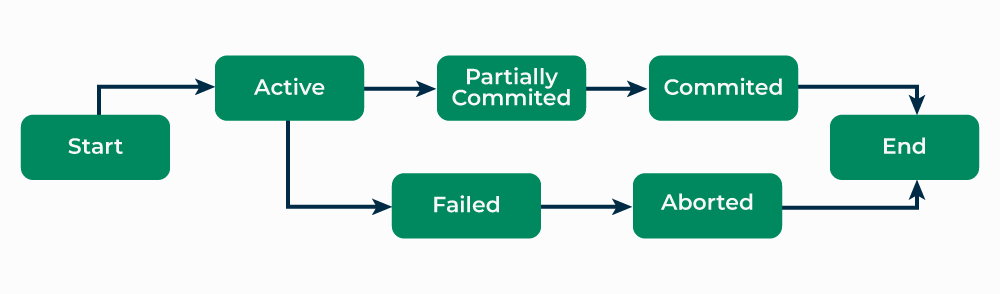 Start
Active
Partially
Commited
Commited
End
Failed
Aborted